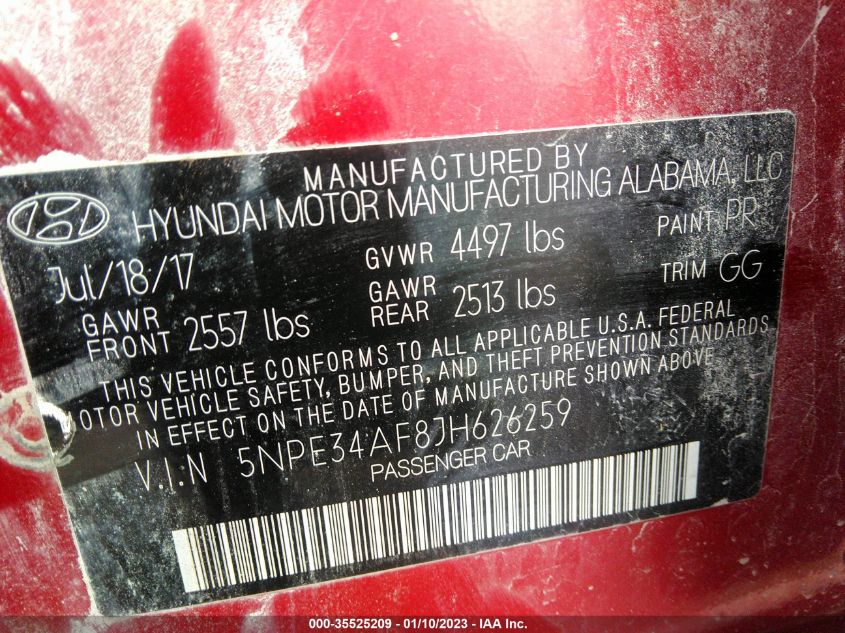 MANUFACTURED BY
HYUNDAI MOTOR MANUFACTURING ALABAMA, LLC
Jul/18/17 GVWR 4497 lbs PAINT PR
GAWR FRONT 2557 lbs GAWR REAR 2513 lbs TRIM GG
THIS VEHICLE CONFORMS TO ALL APPLICABLE U.S.A. FEDERAL
MOTOR VEHICLE SAFETY, BUMPER, AND THEFT PREVENTION STANDARDS
IN EFFECT ON THE DATE OF MANUFACTURE SHOWN ABOVE
V.I.N 5NPE34AF8JH626259
PASSENGER CAR
000-35525209 - 01/10/2023 - IAA Inc.